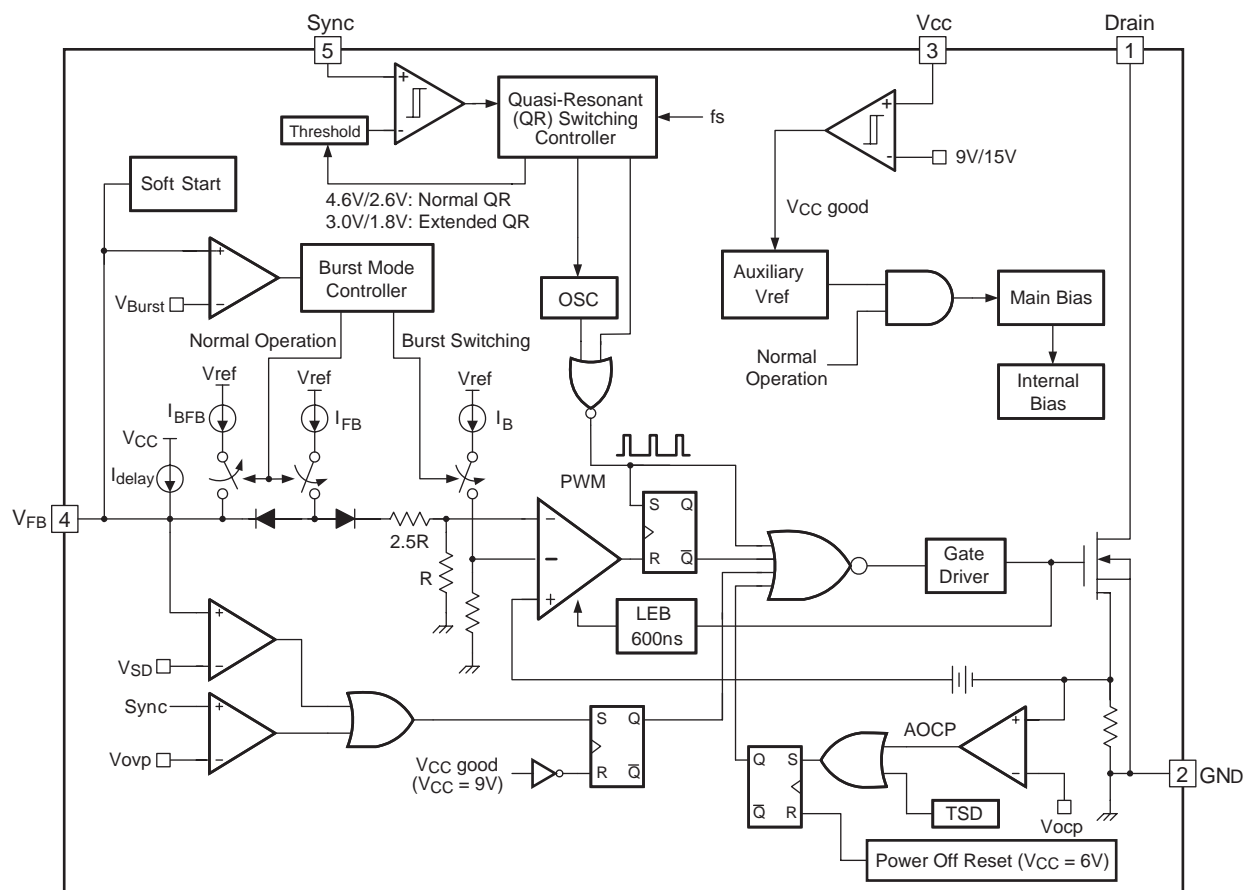 Sync
Vcc
Drain
5
3
1
+
-
Threshold
Quasi-Resonant
(QR) Switching
Controller
fs
+
-
9V/15V
4.6V/2.6V: Normal QR
3.0V/1.8V: Extended QR
Soft Start
VCC good
+
-
VBurst
Burst Mode
Controller
OSC
Auxiliary
Vref
Main Bias
Normal Operation
Burst Switching
Normal
Operation
Internal
Bias
Vref
Vref
Vref
IBFB
IFB
IB
VCC
Idelay
PWM
VFB
4
2.5R
R
-
-
+
S
Q
R
Q
Gate
Driver
LEB
600ns
+
-
VSD
Sync
+
-
Vovp
S
Q
R
Q
VCC good
(VCC = 9V)
AOCP
+
-
Q
S
Q
R
TSD
Vocp
2
GND
Power Off Reset (VCC = 6V)